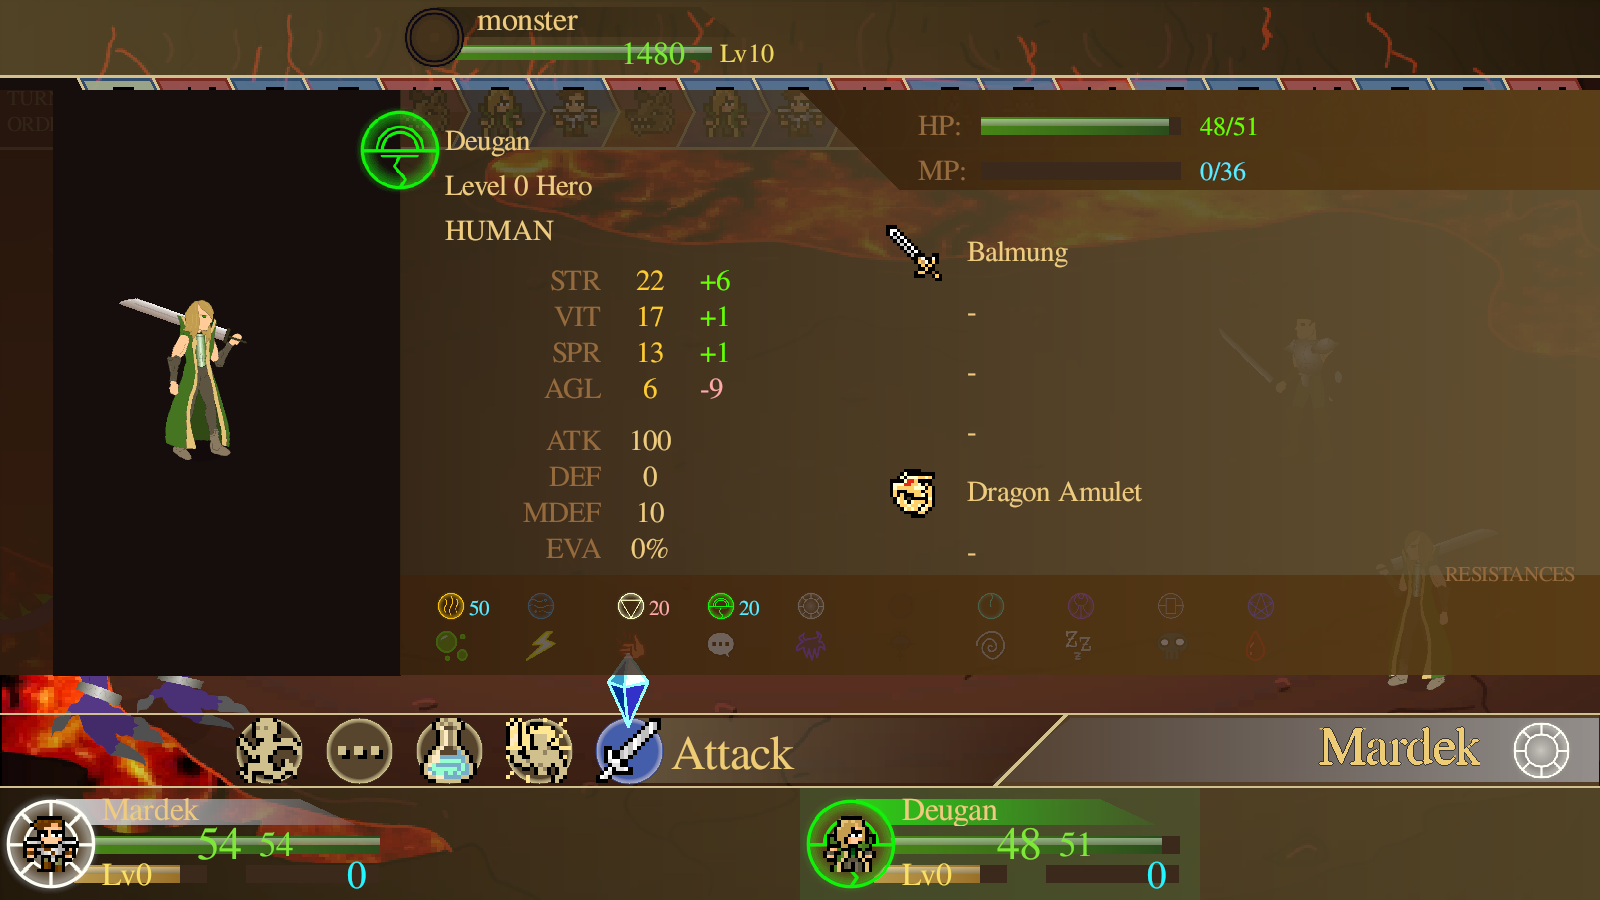 monster
1480 Lv10
TURN
ORDER
Deugan
Level 0 Hero
HUMAN
HP: 48/51
MP: 0/36
STR 22 +6
VIT 17 +1
SPR 13 +1
AGL 6 -9
ATK 100
DEF 0
MDEF 10
EVA 0%
Balmung
-
-
-
Dragon Amulet
-
RESISTANCES
50 20 20
Attack
Mardek
Mardek
54 54
Lv0 0
Deugan
48 51
Lv0 0